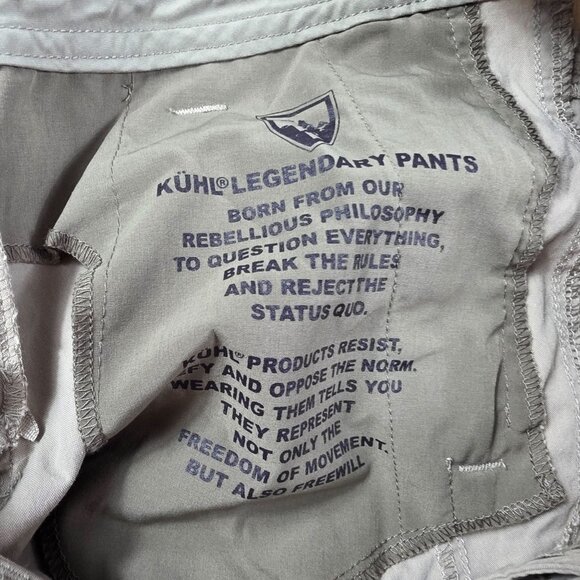 KÜHL® LEGENDARY PANTS
BORN FROM OUR
REBELLIOUS PHILOSOPHY
TO QUESTION EVERYTHING,
BREAK THE RULES
AND REJECT THE
STATUS QUO.
KÜHL® PRODUCTS RESIST,
AND OPPOSE THE NORM.
WEARING THEM TELLS YOU
THEY REPRESENT
NOT ONLY THE
FREEDOM OF MOVEMENT.
BUT ALSO FREEWILL